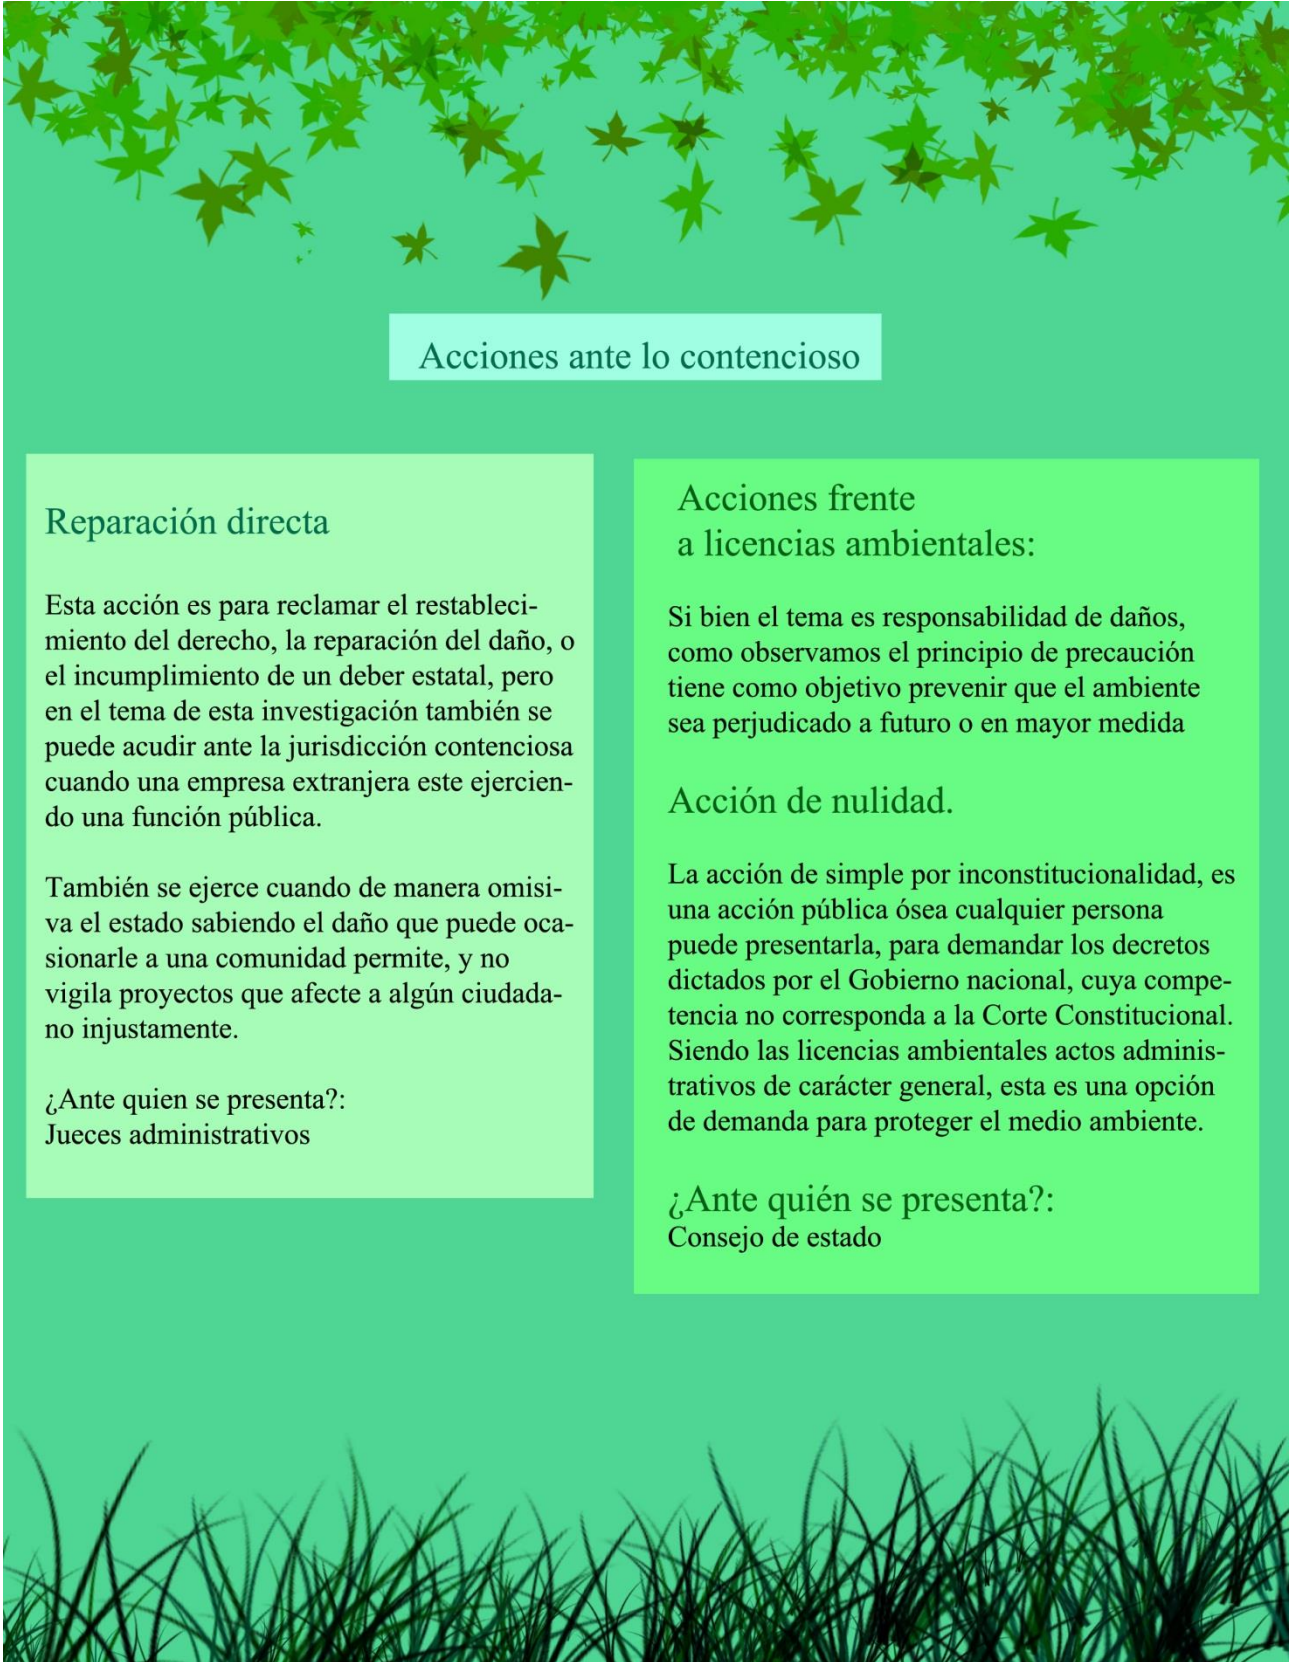 Acciones ante lo contencioso
Reparación directa
Esta acción es para reclamar el restableci-
miento del derecho, la reparación del daño, o
el incumplimiento de un deber estatal, pero
en el tema de esta investigación también se
puede acudir ante la jurisdicción contenciosa
cuando una empresa extranjera este ejercien-
do una función pública.
También se ejerce cuando de manera omisi-
va el estado sabiendo el daño que puede oca-
sionarle a una comunidad permite, y no
vigila proyectos que afecte a algún ciudada-
no injustamente.
¿Ante quien se presenta?:
Jueces administrativos
Acciones frente
a licencias ambientales:
Si bien el tema es responsabilidad de daños,
como observamos el principio de precaución
tiene como objetivo prevenir que el ambiente
sea perjudicado a futuro o en mayor medida
Acción de nulidad.
La acción de simple por inconstitucionalidad, es
una acción pública ósea cualquier persona
puede presentarla, para demandar los decretos
dictados por el Gobierno nacional, cuya compe-
tencia no corresponda a la Corte Constitucional.
Siendo las licencias ambientales actos adminis-
trativos de carácter general, esta es una opción
de demanda para proteger el medio ambiente.
¿Ante quién se presenta?:
Consejo de estado